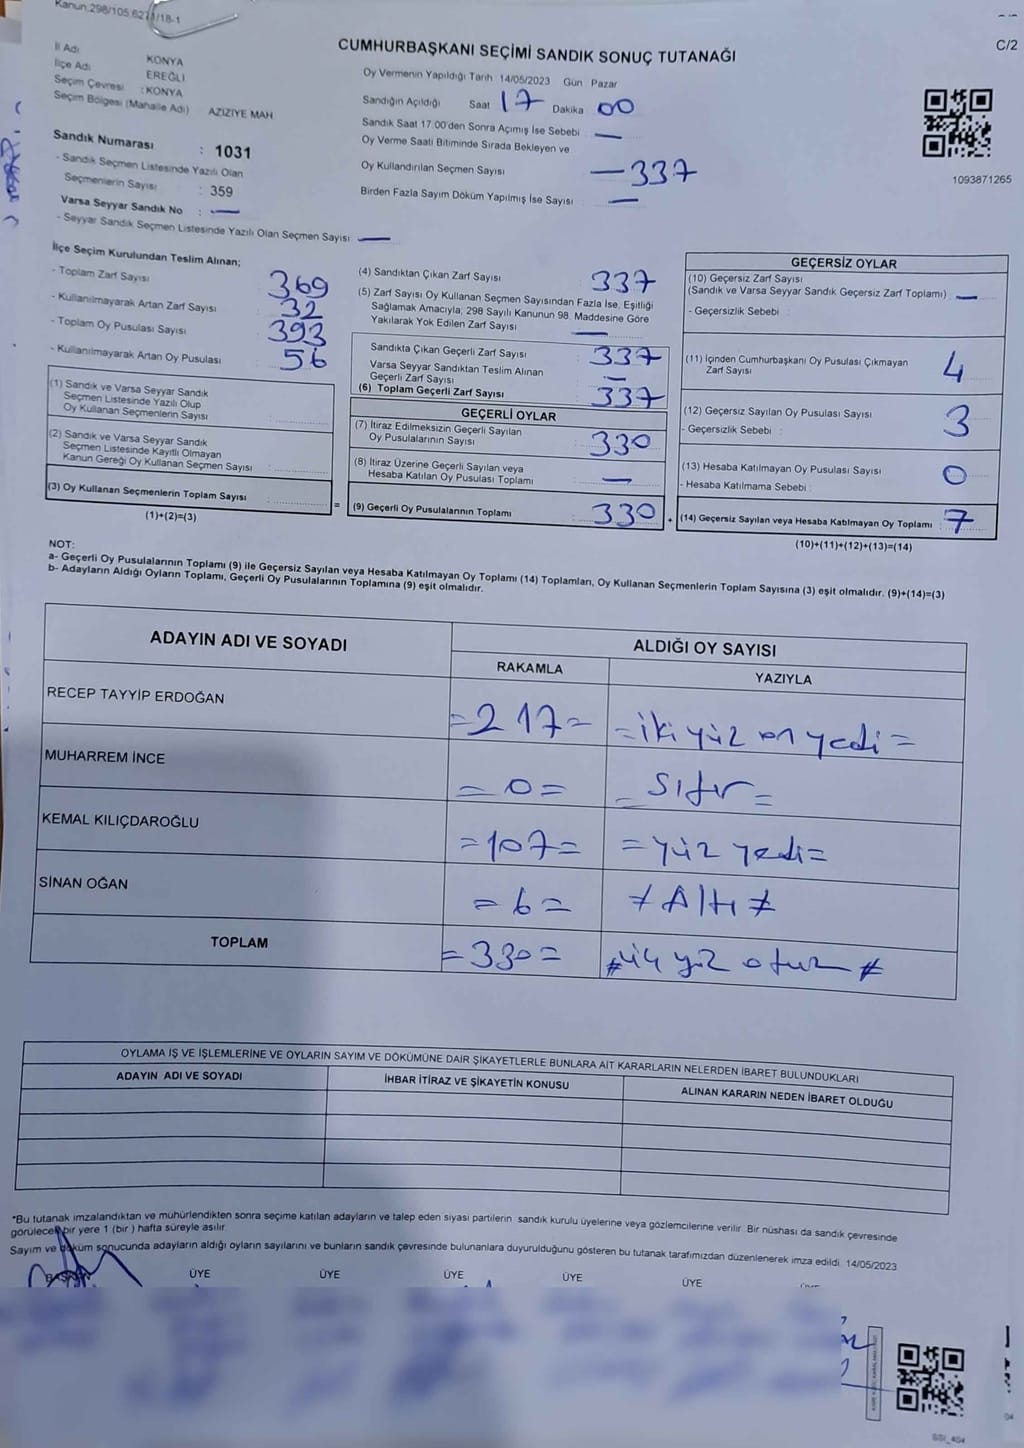 Kanun;298/105,627
/18-1
C/2
CUMHURBAŞKANI SEÇİMİ SANDIK SONUÇ TUTANAĞI
İl Adı KONYA
İlçe Adı EREĞLİ
Seçim Çevresi : KONYA
Seçim Bölgesi (Mahalle Adı) AZİZİYE MAH
Oy Vermenin Yapıldığı Tarih 14/05/2023 Gün Pazar
Sandığın Açıldığı Saat 17 Dakika 00
Sandık Saat 17.00'den Sonra Açımış İse Sebebi —
Oy Verme Saati Bitiminde Sırada Bekleyen ve
Oy Kullandırılan Seçmen Sayısı —337
Birden Fazla Sayım Döküm Yapılmış İse Sayısı —
1093871265
Sandık Numarası : 1031
- Sandık Seçmen Listesinde Yazılı Olan
Seçmenlerin Sayısı : 359
Varsa Seyyar Sandık No : —
- Seyyar Sandık Seçmen Listesinde Yazılı Olan Seçmen Sayısı —
İlçe Seçim Kurulundan Teslim Alınan;
- Toplam Zarf Sayısı 369
- Kullanılmayarak Artan Zarf Sayısı 32
- Toplam Oy Pusulası Sayısı 393
- Kullanılmayarak Artan Oy Pusulası 56
(1) Sandık ve Varsa Seyyar Sandık
Seçmen Listesinde Yazılı Olup
Oy Kullanan Seçmenlerin Sayısı :
(2) Sandık ve Varsa Seyyar Sandık
Seçmen Listesinde Kayıtlı Olmayan
Kanun Gereği Oy Kullanan Seçmen Sayısı :
(3) Oy Kullanan Seçmenlerin Toplam Sayısı : =
(1)+(2)=(3)
(4) Sandıktan Çıkan Zarf Sayısı 337
(5) Zarf Sayısı Oy Kullanan Seçmen Sayısından Fazla İse, Eşitliği
Sağlamak Amacıyla, 298 Sayılı Kanunun 98. Maddesine Göre
Yakılarak Yok Edilen Zarf Sayısı —
Sandıkta Çıkan Geçerli Zarf Sayısı : 337
Varsa Seyyar Sandıktan Teslim Alınan
Geçerli Zarf Sayısı : —
(6) Toplam Geçerli Zarf Sayısı 337
GEÇERLİ OYLAR
(7) İtiraz Edilmeksizin Geçerli Sayılan
Oy Pusulalarının Sayısı : 330
(8) İtiraz Üzerine Geçerli Sayılan veya
Hesaba Katılan Oy Pusulası Toplamı : —
(9) Geçerli Oy Pusulalarının Toplamı : 330 +
GEÇERSİZ OYLAR
(10) Geçersiz Zarf Sayısı
(Sandık ve Varsa Seyyar Sandık Geçersiz Zarf Toplamı) : —
- Geçersizlik Sebebi :
(11) İçinden Cumhurbaşkanı Oy Pusulası Çıkmayan
Zarf Sayısı 4
(12) Geçersiz Sayılan Oy Pusulası Sayısı : 3
- Geçersizlik Sebebi :
(13) Hesaba Katılmayan Oy Pusulası Sayısı : 0
- Hesaba Katılmama Sebebi :
(14) Geçersiz Sayılan veya Hesaba Katılmayan Oy Toplamı : 7
(10)+(11)+(12)+(13)=(14)
NOT:
a- Geçerli Oy Pusulalarının Toplamı (9) ile Geçersiz Sayılan veya Hesaba Katılmayan Oy Toplamı (14) Toplamları, Oy Kullanan Seçmenlerin Toplam Sayısına (3) eşit olmalıdır. (9)+(14)=(3)
b- Adayların Aldığı Oyların Toplamı, Geçerli Oy Pusulalarının Toplamına (9) eşit olmalıdır.
ADAYIN ADI VE SOYADI ALDIĞI OY SAYISI
RAKAMLA YAZIYLA
RECEP TAYYİP ERDOĞAN =217= =iki yüz on yedi=
MUHARREM İNCE =0= =Sıfır=
KEMAL KILIÇDAROĞLU =107= =yüz yedi=
SİNAN OĞAN =6= ≠Altı≠
TOPLAM =330= ≠üç yüz otuz≠
OYLAMA İŞ VE İŞLEMLERİNE VE OYLARIN SAYIM VE DÖKÜMÜNE DAİR ŞİKAYETLERLE BUNLARA AİT KARARLARIN NELERDEN İBARET BULUNDUKLARI
ADAYIN ADI VE SOYADI İHBAR İTİRAZ VE ŞİKAYETİN KONUSU ALINAN KARARIN NEDEN İBARET OLDUĞU
*Bu tutanak imzalandıktan ve mühürlendikten sonra seçime katılan adayların ve talep eden siyasi partilerin sandık kurulu üyelerine veya gözlemcilerine verilir. Bir nüshası da sandık çevresinde
görülecek bir yere 1 (bir ) hafta süreyle asılır.
Sayım ve döküm sonucunda adayların aldığı oyların sayılarını ve bunların sandık çevresinde bulunanlara duyurulduğunu gösteren bu tutanak tarafımızdan düzenlenerek imza edildi. 14/05/2023
BAŞKAN ÜYE ÜYE ÜYE ÜYE ÜYE